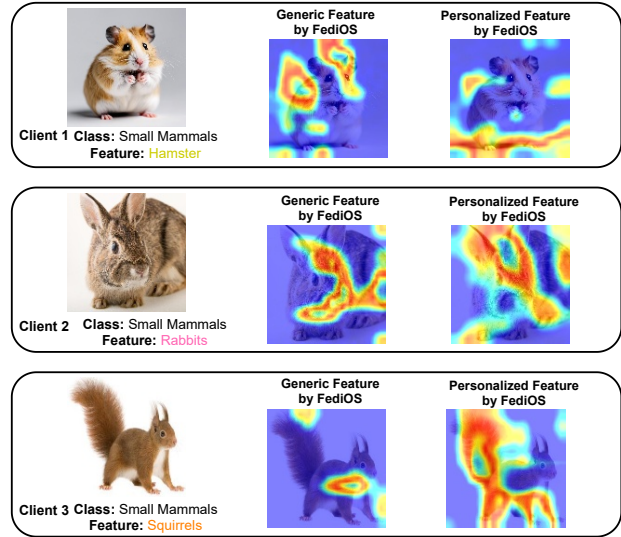 Generic Feature
by FediOS
Personalized Feature
by FediOS
Client 1 Class: Small Mammals
Feature: Hamster
Generic Feature
by FediOS
Personalized Feature
by FediOS
Client 2 Class: Small Mammals
Feature: Rabbits
Generic Feature
by FediOS
Personalized Feature
by FediOS
Client 3 Class: Small Mammals
Feature: Squirrels